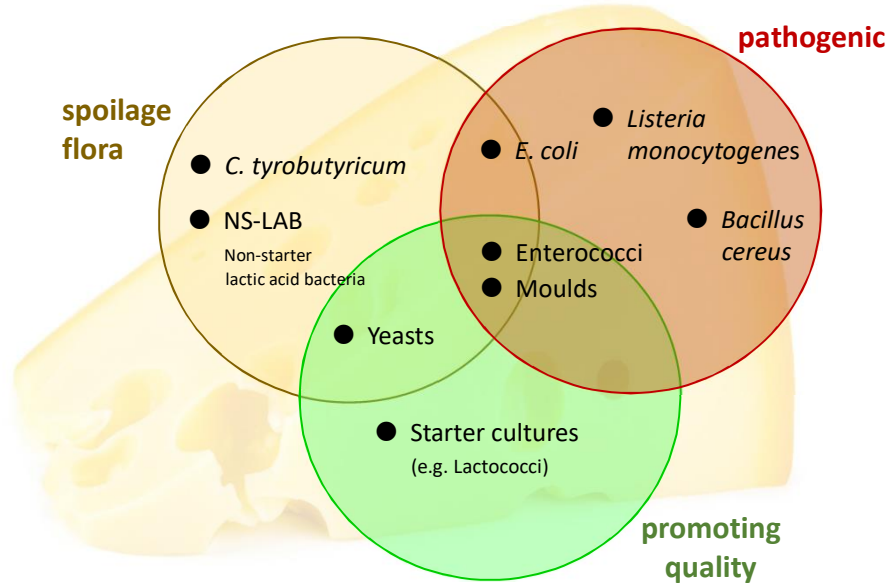 pathogenic
spoilage
flora
Listeria
monocytogenes
E. coli
C. tyrobutyricum
NS-LAB
Non-starter
lactic acid bacteria
Bacillus
cereus
Enterococci
Moulds
Yeasts
Starter cultures
(e.g. Lactococci)
promoting
quality